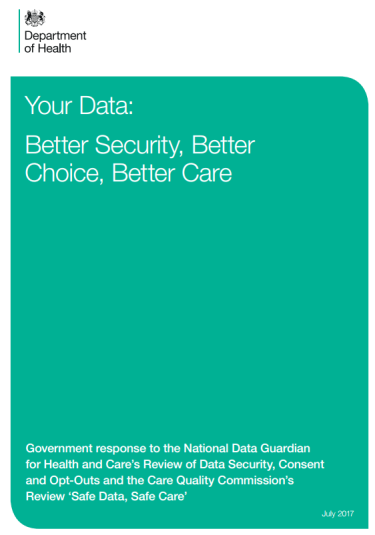 Department
of Health
Your Data:
Better Security, Better
Choice, Better Care
Government response to the National Data Guardian
for Health and Care's Review of Data Security, Consent
and Opt-Outs and the Care Quality Commission's
Review 'Safe Data, Safe Care'
July 2017